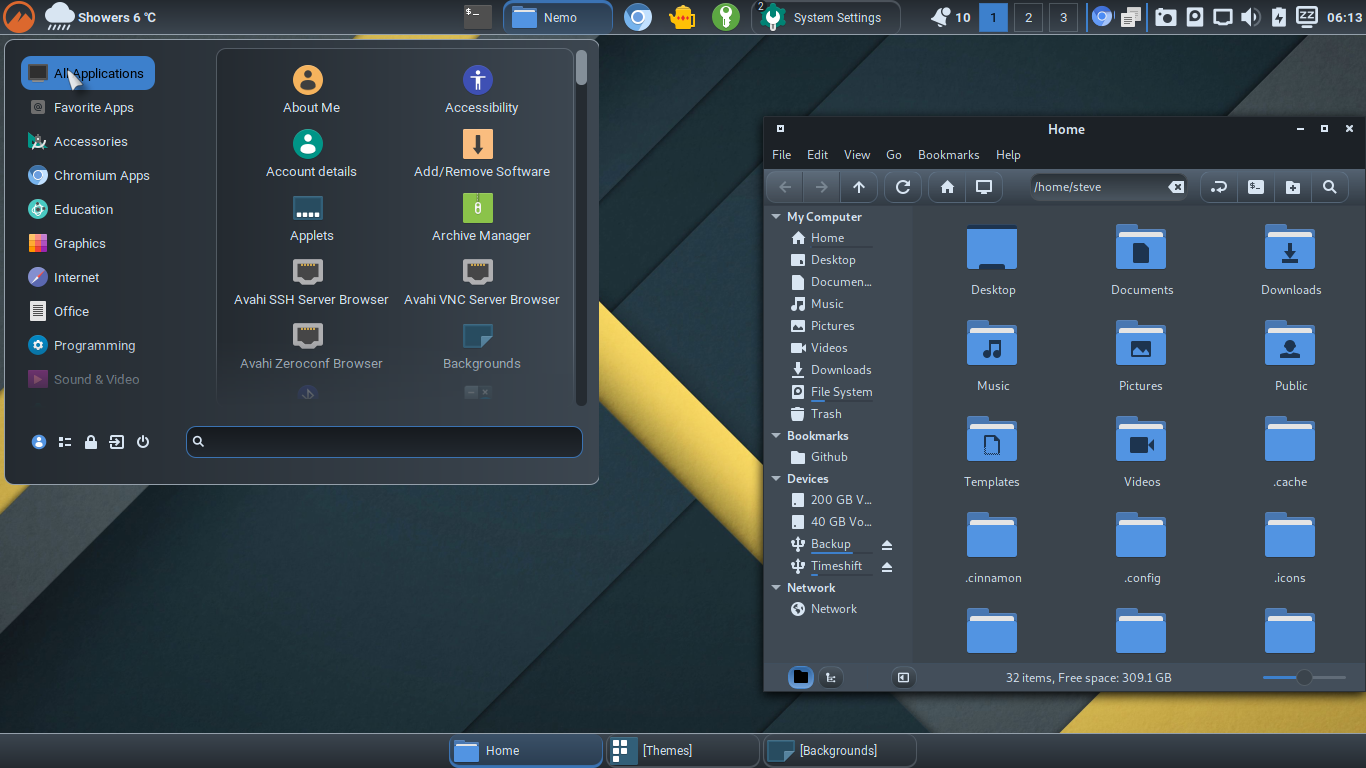 Showers 6 °C
Nemo
2
System Settings
10
1
2
3
ZZ
06:13
All Applications
Favorite Apps
Accessories
Chromium Apps
Education
Graphics
Internet
Office
Programming
Sound & Video
About Me
Accessibility
Account details
Add/Remove Software
Applets
Archive Manager
Avahi SSH Server Browser
Avahi VNC Server Browser
Avahi Zeroconf Browser
Backgrounds
Home
File Edit View Go Bookmarks Help
/home/steve
My Computer
Home
Desktop
Documen...
Music
Pictures
Videos
Downloads
File System
Trash
Bookmarks
Github
Devices
200 GB V...
40 GB Vo...
Backup
Timeshift
Network
Network
Desktop
Documents
Downloads
Music
Pictures
Public
Templates
Videos
.cache
.cinnamon
.config
.icons
32 items, Free space: 309.1 GB
Home
[Themes]
[Backgrounds]